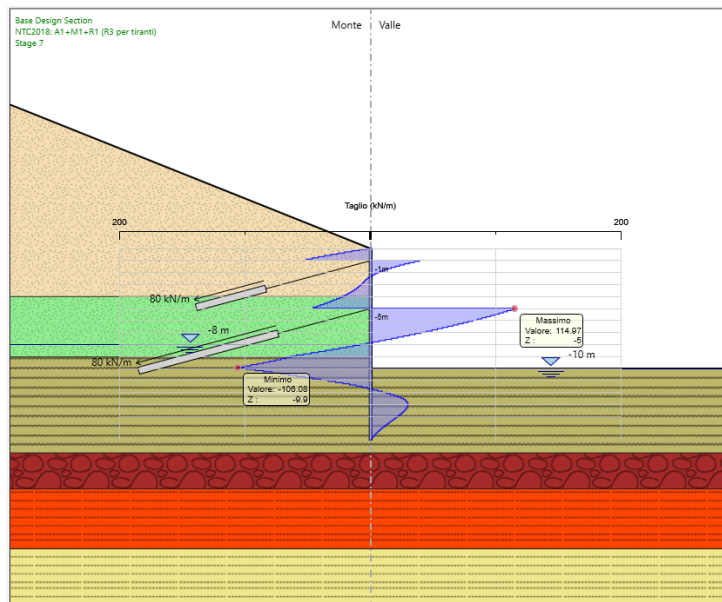 Base Design Section
NTC2018: A1+M1+R1 (R3 per tiranti)
Stage 7
Monte Valle
Taglio (kN/m)
200 200
-1m
80 kN/m
-5m
Massimo
Valore: 114.97
Z : -5
-8 m
-10 m
80 kN/m
Minimo
Valore: -106.08
Z : -9.9